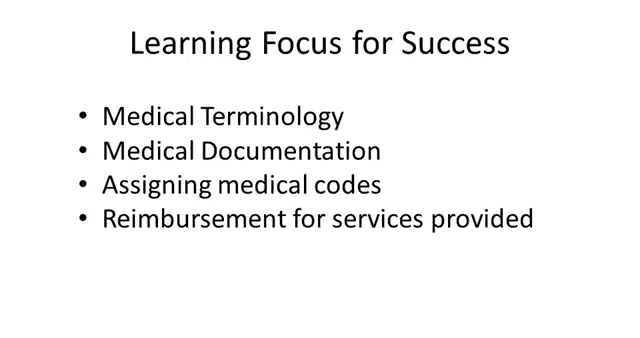 Learning Focus for Success
• Medical Terminology
• Medical Documentation
• Assigning medical codes
• Reimbursement for services provided